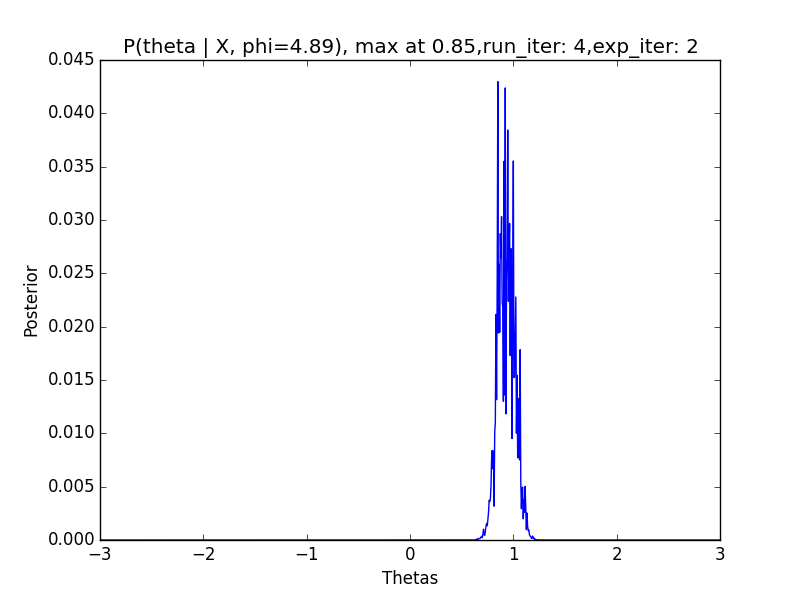 P(theta | X, phi=4.89), max at 0.85,run_iter: 4,exp_iter: 2
0.045
0.040
0.035
0.030
0.025
0.020
0.015
0.010
0.005
0.000
Posterior
−3 −2 −1 0 1 2 3
Thetas